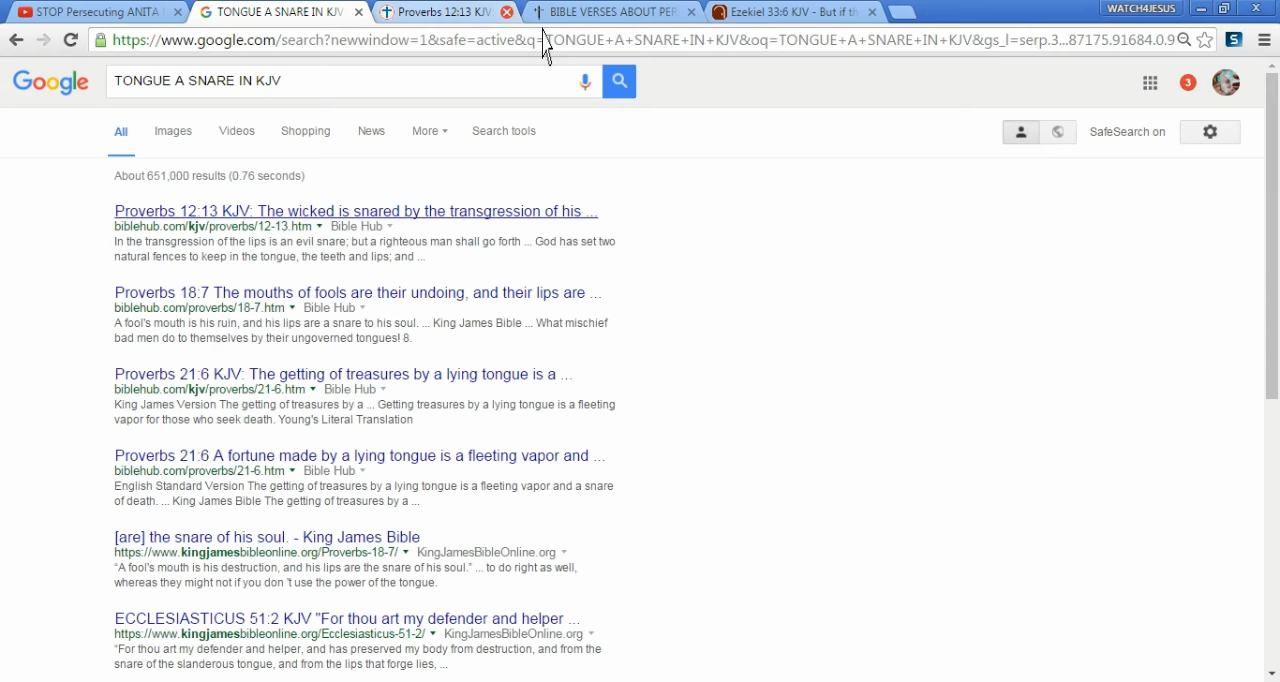 STOP Persecuting ANITA
TONGUE A SNARE IN KJV
Proverbs 12:13 KJV
BIBLE VERSES ABOUT PER
Ezekiel 33:6 KJV - But if th
WATCH4JESUS
https://www.google.com/search?newwindow=1&safe=active&q=TONGUE+A+SNARE+IN+KJV&oq=TONGUE+A+SNARE+IN+KJV&gs_l=serp.3...87175.91684.0.9
Google
TONGUE A SNARE IN KJV
3
All Images Videos Shopping News More Search tools
SafeSearch on
About 651,000 results (0.76 seconds)
Proverbs 12:13 KJV: The wicked is snared by the transgression of his ...
biblehub.com/kjv/proverbs/12-13.htm Bible Hub
In the transgression of the lips is an evil snare; but a righteous man shall go forth ... God has set two
natural fences to keep in the tongue, the teeth and lips; and ...
Proverbs 18:7 The mouths of fools are their undoing, and their lips are ...
biblehub.com/proverbs/18-7.htm Bible Hub
A fool's mouth is his ruin, and his lips are a snare to his soul. ... King James Bible ... What mischief
bad men do to themselves by their ungoverned tongues! 8.
Proverbs 21:6 KJV: The getting of treasures by a lying tongue is a ...
biblehub.com/kjv/proverbs/21-6.htm Bible Hub
King James Version The getting of treasures by a ... Getting treasures by a lying tongue is a fleeting
vapor for those who seek death. Young's Literal Translation
Proverbs 21:6 A fortune made by a lying tongue is a fleeting vapor and ...
biblehub.com/proverbs/21-6.htm Bible Hub
English Standard Version The getting of treasures by a lying tongue is a fleeting vapor and a snare
of death. ... King James Bible The getting of treasures by a ...
[are] the snare of his soul. - King James Bible
https://www.kingjamesbibleonline.org/Proverbs-18-7/ KingJamesBibleOnline.org
“A fool's mouth is his destruction, and his lips are the snare of his soul.” ... to do right as well,
whereas they might not if you don 't use the power of the tongue.
ECCLESIASTICUS 51:2 KJV "For thou art my defender and helper ...
https://www.kingjamesbibleonline.org/Ecclesiasticus-51-2/ KingJamesBibleOnline.org
“For thou art my defender and helper, and has preserved my body from destruction, and from the
snare of the slanderous tongue, and from the lips that forge lies, ...